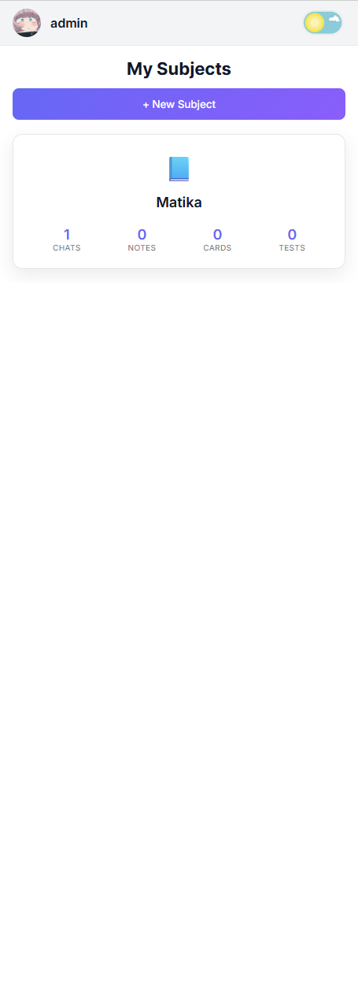 admin
My Subjects
+ New Subject
Matika
1 0 0 0
CHATS NOTES CARDS TESTS